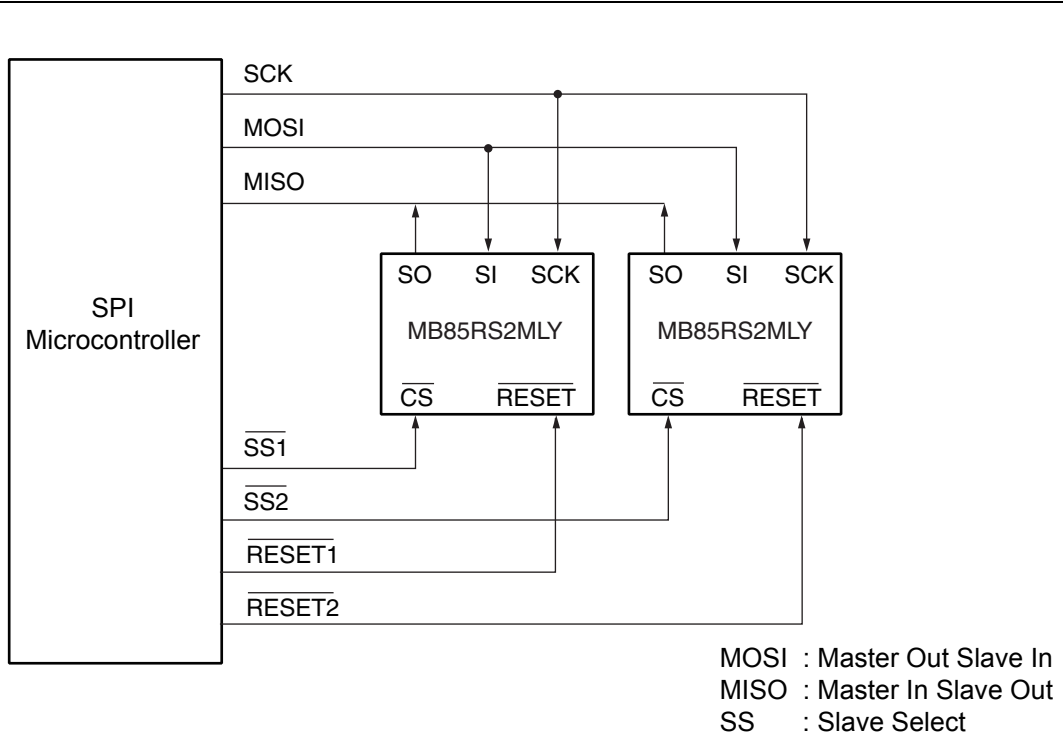 SCK
MOSI
MISO
SO SI SCK
SO SI SCK
SPI
Microcontroller
MB85RS2MLY
MB85RS2MLY
CS RESET
CS RESET
SS1
SS2
RESET1
RESET2
MOSI : Master Out Slave In
MISO : Master In Slave Out
SS : Slave Select